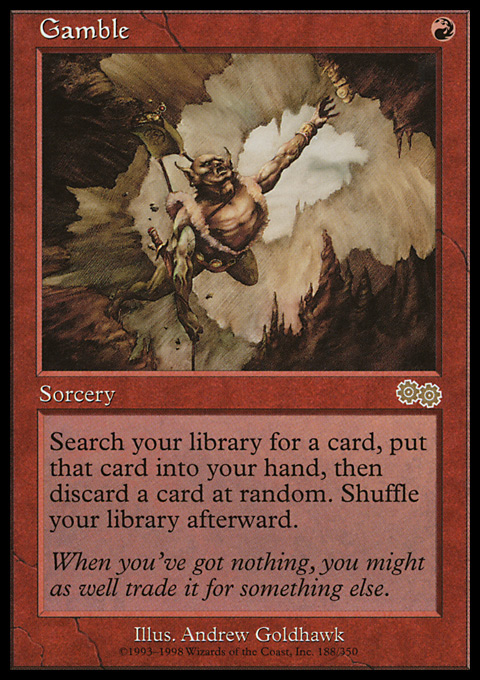 Gamble
Sorcery
Search your library for a card, put
that card into your hand, then
discard a card at random. Shuffle
your library afterward.
When you've got nothing, you might
as well trade it for something else.
Illus. Andrew Goldhawk
©1993–1998 Wizards of the Coast, Inc. 188/350